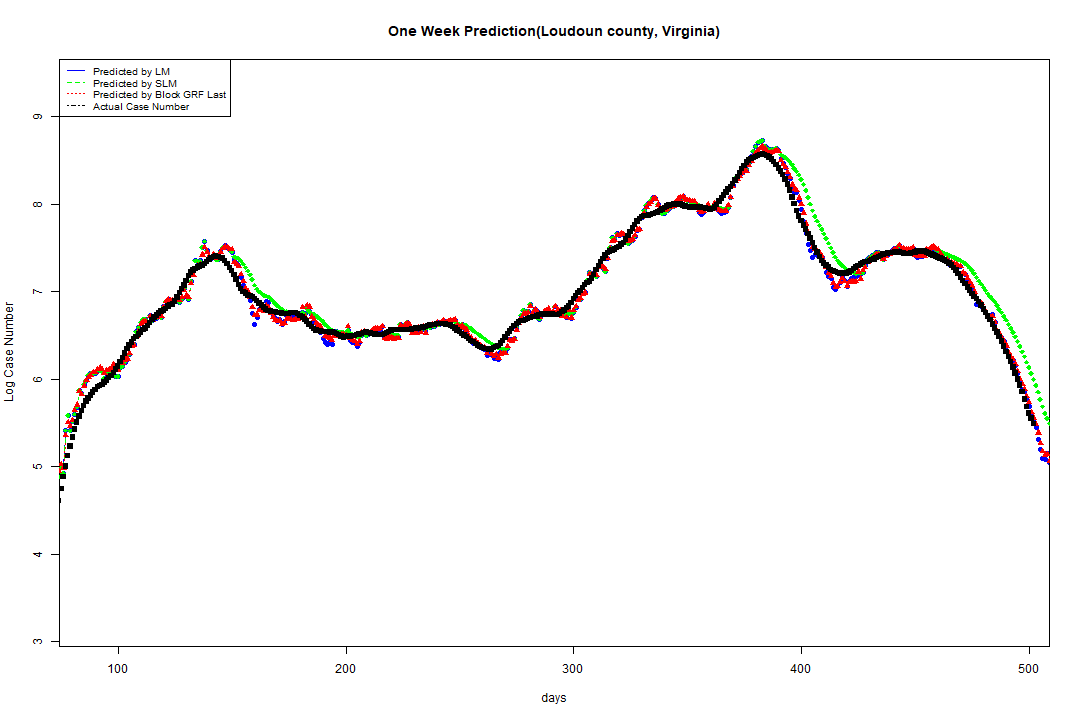 One Week Prediction(Loudoun county, Virginia)
Predicted by LM
Predicted by SLM
Predicted by Block GRF Last
Actual Case Number
9
8
7
6
5
4
3
Log Case Number
100 200 300 400 500
days